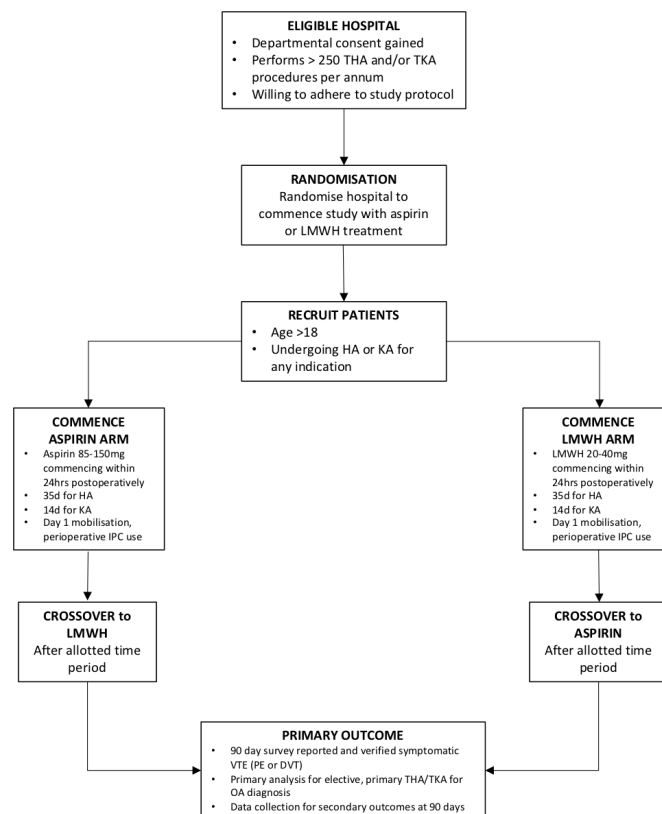 ELIGIBLE HOSPITAL
• Departmental consent gained
• Performs > 250 THA and/or TKA
procedures per annum
• Willing to adhere to study protocol
RANDOMISATION
Randomise hospital to
commence study with aspirin
or LMWH treatment
RECRUIT PATIENTS
• Age >18
• Undergoing HA or KA for
any indication
COMMENCE
ASPIRIN ARM
• Aspirin 85-150mg
commencing within
24hrs postoperatively
• 35d for HA
• 14d for KA
• Day 1 mobilisation,
perioperative IPC use
COMMENCE
LMWH ARM
• LMWH 20-40mg
commencing within
24hrs postoperatively
• 35d for HA
• 14d for KA
• Day 1 mobilisation,
perioperative IPC use
CROSSOVER to
LMWH
After allotted time
period
CROSSOVER to
ASPIRIN
After allotted time
period
PRIMARY OUTCOME
• 90 day survey reported and verified symptomatic
VTE (PE or DVT)
• Primary analysis for elective, primary THA/TKA for
OA diagnosis
• Data collection for secondary outcomes at 90 days